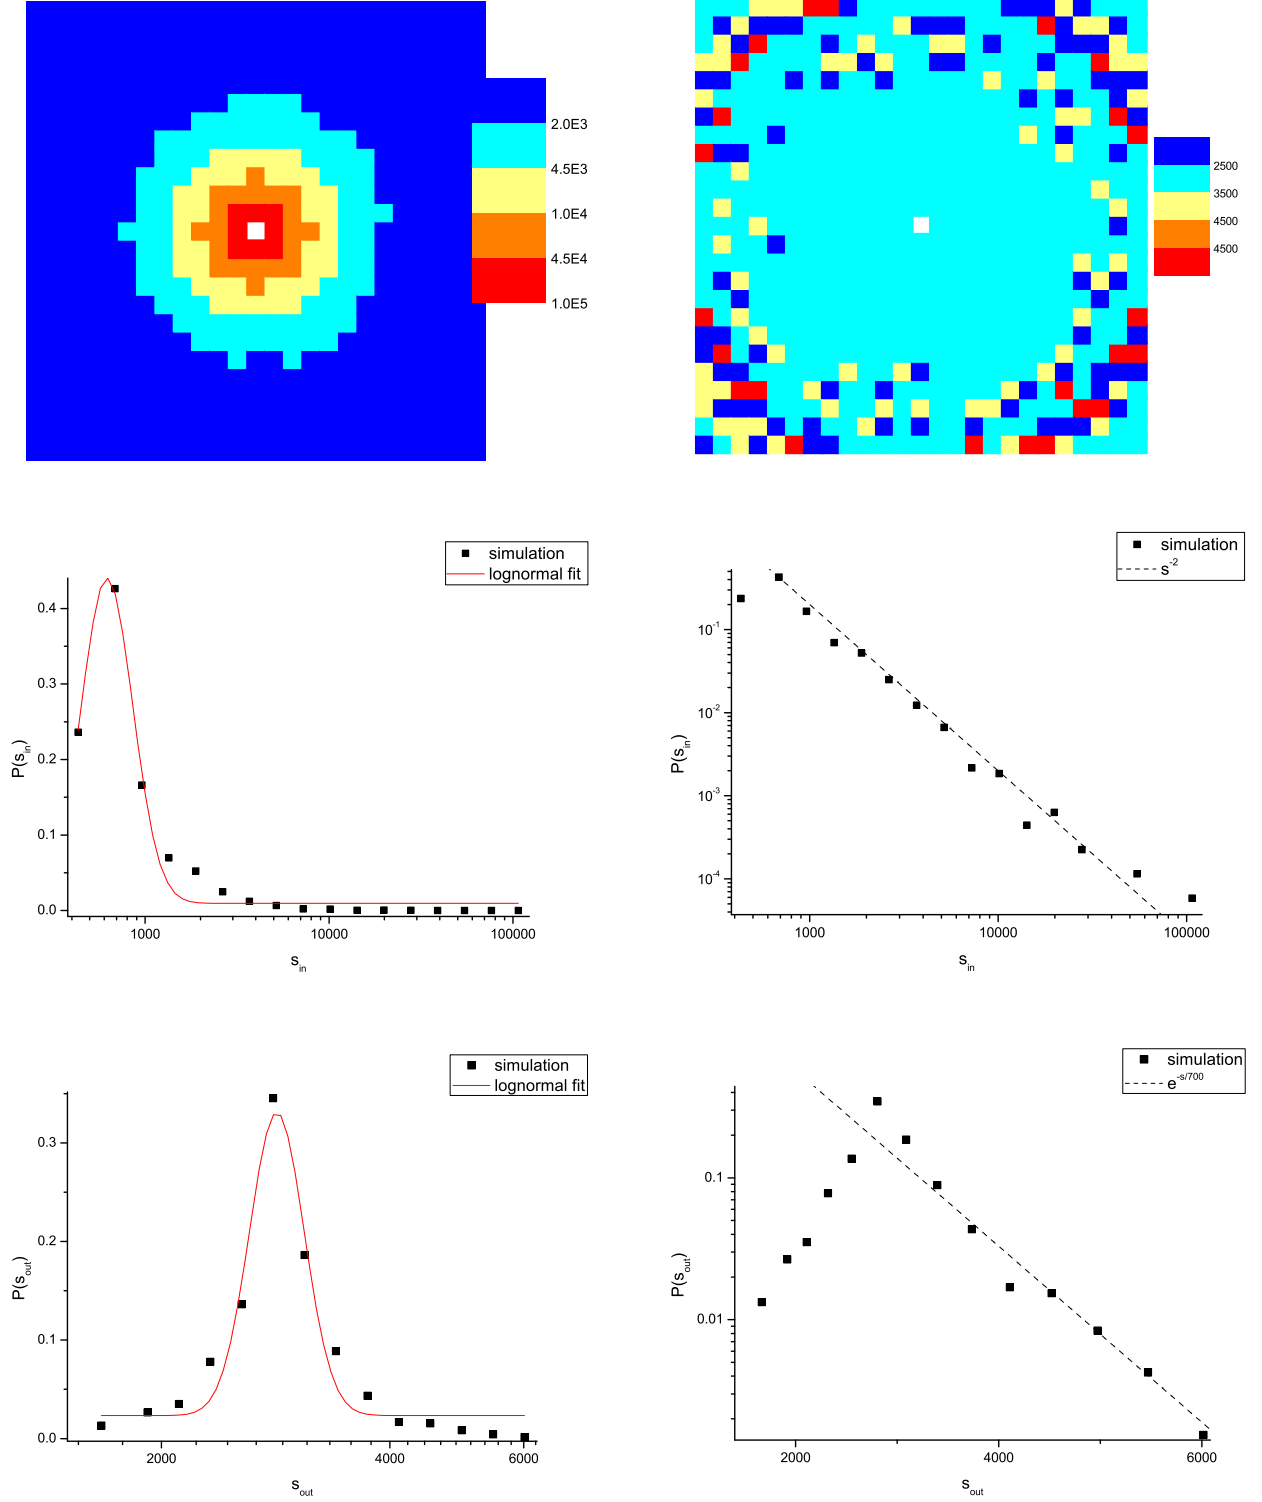 2.0E3
4.5E3
1.0E4
4.5E4
1.0E5
2500
3500
4500
4500
simulation
lognormal fit
0.4
0.3
0.2
0.1
0.0
P(s_in)
1000 10000 100000
s_in
simulation
s^-2
10^-1
10^-2
10^-3
10^-4
P(s_in)
1000 10000 100000
s_in
simulation
lognormal fit
0.3
0.2
0.1
0.0
P(s_out)
2000 4000 6000
s_out
simulation
e^-s/700
0.1
0.01
P(s_out)
2000 4000 6000
s_out